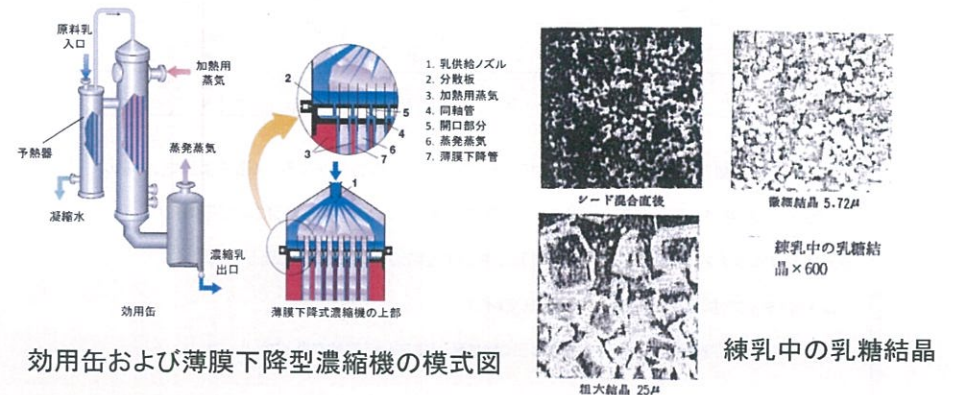 原料乳
入口
加熱用
蒸気
予熱器
蒸発蒸気
凝縮水
濃縮乳
出口
効用缶
1
2
3
4
5
6
7
1. 乳供給ノズル
2. 分散板
3. 加熱用蒸気
4. 同軸管
5. 開口部分
6. 蒸発蒸気
7. 薄膜下降管
薄膜下降式濃縮機の上部
効用缶および薄膜下降型濃縮機の模式図
シード混合直後
微細結晶 5.72μ
粗大結晶 25μ
練乳中の乳糖結
晶×600
練乳中の乳糖結晶